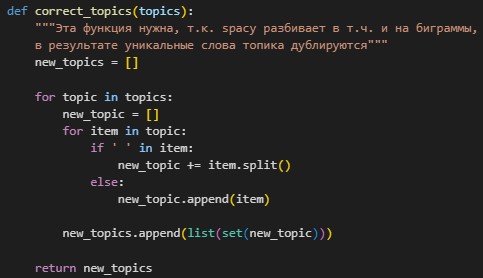 def correct_topics(topics):
    """Эта функция нужна, т.к. spacy разбивает в т.ч. и на биграммы,
    в результате уникальные слова топика дублируются"""
    new_topics = []

    for topic in topics:
        new_topic = []
        for item in topic:
            if ' ' in item:
                new_topic += item.split()
            else:
                new_topic.append(item)

        new_topics.append(list(set(new_topic)))

    return new_topics